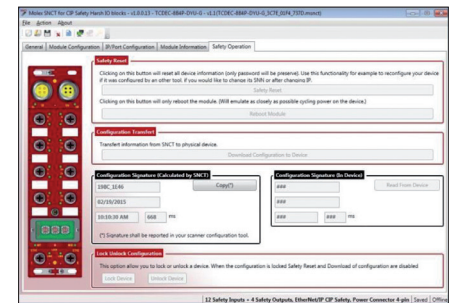 Molex SNCT for CIP Safety Harsh IO blocks - v1.0.0.13 - TCDEC-8B4F-DYU-G - v1.1
File Action About
General Module Configuration IP/Port Configuration Module Information Safety Operation
Safety Reset
Clicking on this button will reset all device information (only password will be preserve). Use this functionality for example to reconfigure your device
if it was configured by an other tool, if you would like to change its SNN or after changing IP.
Safety Reset
Clicking on this button will only reboot the module. (Will emulate as closely as possible cycling power on the device.)
Reboot Module
Configuration Transfert
Transfert information from SNCT to physical device.
Download Configuration to Device
Configuration Signature (Calculated by SNCT)
198C_1E46
Copy(*)
02/19/2015
10:10:30 AM 668 ms
(*) Signature shall be reported in your scanner configuration tool.
Configuration Signature (In Device)
###
Read From Device
###
### ### ms
Lock Unlock Configuration
This option allow you to lock or unlock a device. When the configuration is locked Safety Reset and Download of configuration are disabled
Lock Device Unlock Device
12 Safety Inputs + 4 Safety Outputs, EtherNet/IP CIP Safety, Power Connector 4-pin Saved Offline